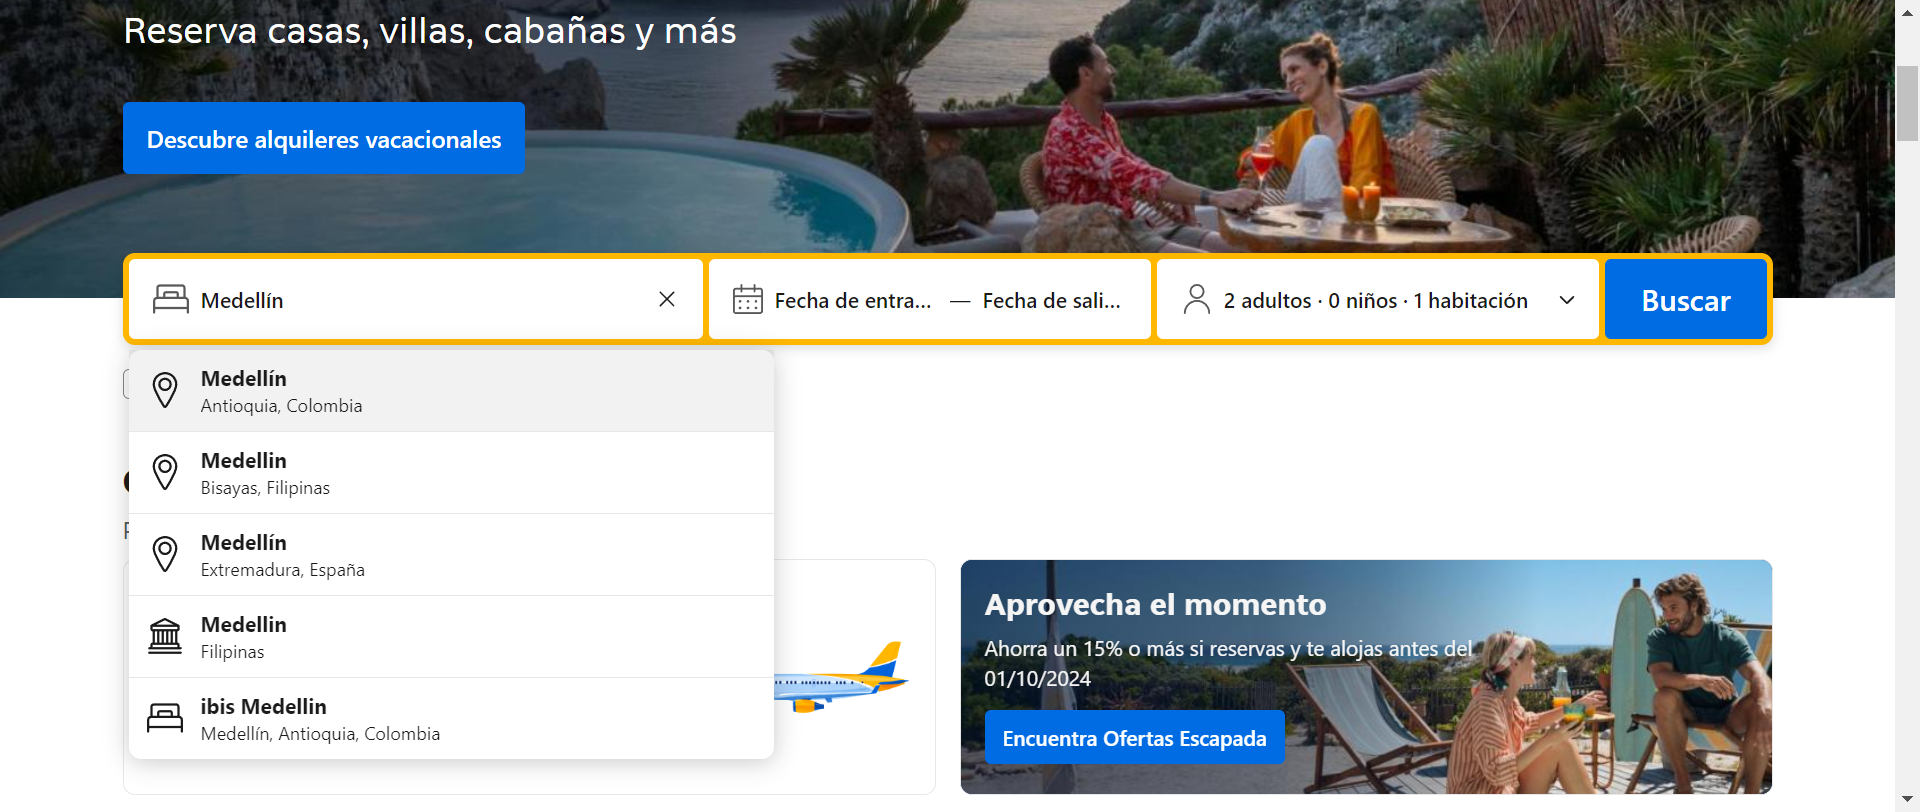 Reserva casas, villas, cabañas y más
Descubre alquileres vacacionales
Medellín
Fecha de entra... — Fecha de sali...
2 adultos · 0 niños · 1 habitación
Buscar
Medellín
Antioquia, Colombia
Medellin
Bisayas, Filipinas
Medellín
Extremadura, España
Medellin
Filipinas
ibis Medellin
Medellín, Antioquia, Colombia
Aprovecha el momento
Ahorra un 15% o más si reservas y te alojas antes del
01/10/2024
Encuentra Ofertas Escapada